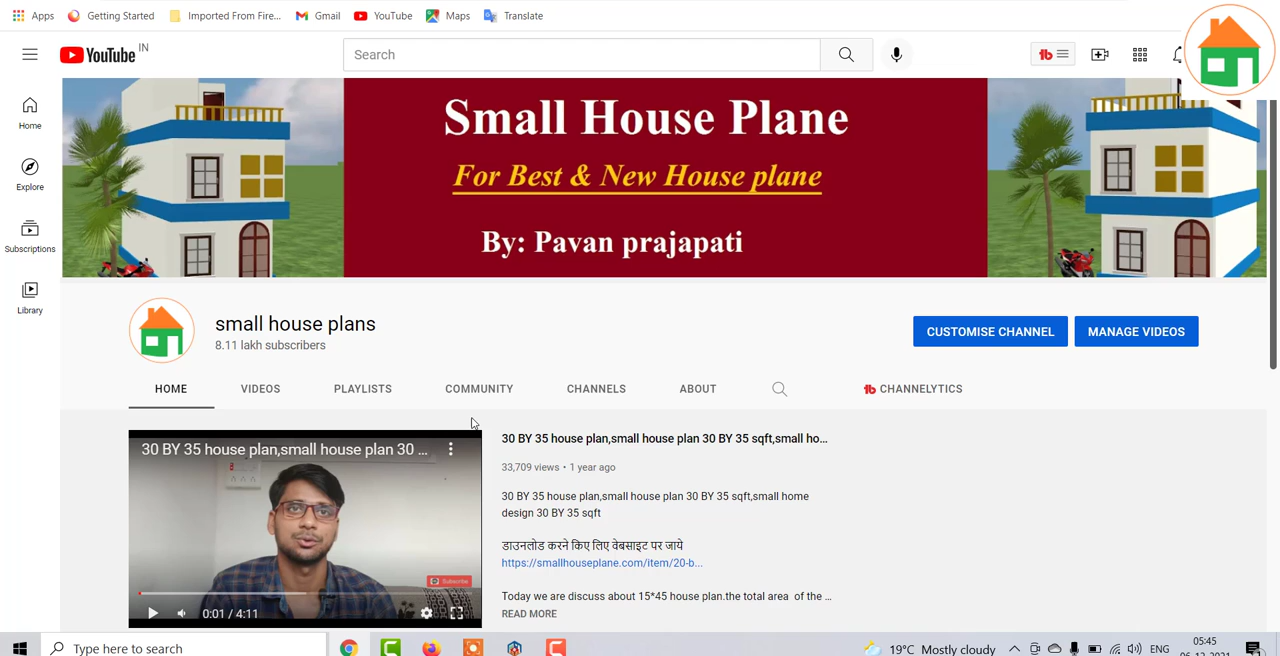 Apps Getting Started Imported From Fire... Gmail YouTube Maps Translate
YouTube IN
Search
Home
Explore
Subscriptions
Library
Small House Plane
For Best & New House plane
By: Pavan prajapati
small house plans
8.11 lakh subscribers
CUSTOMISE CHANNEL MANAGE VIDEOS
HOME VIDEOS PLAYLISTS COMMUNITY CHANNELS ABOUT CHANNELYTICS
30 BY 35 house plan,small house plan 30 ...
Subscribe
0:01 / 4:11
30 BY 35 house plan,small house plan 30 BY 35 sqft,small ho...
33,709 views • 1 year ago
30 BY 35 house plan,small house plan 30 BY 35 sqft,small home
design 30 BY 35 sqft
डाउनलोड करने किए लिए वेबसाइट पर जाये
https://smallhouseplane.com/item/20-b...
Today we are discuss about 15*45 house plan.the total area of the ...
READ MORE
Type here to search
19°C Mostly cloudy
ENG
05:45
06-12-2021